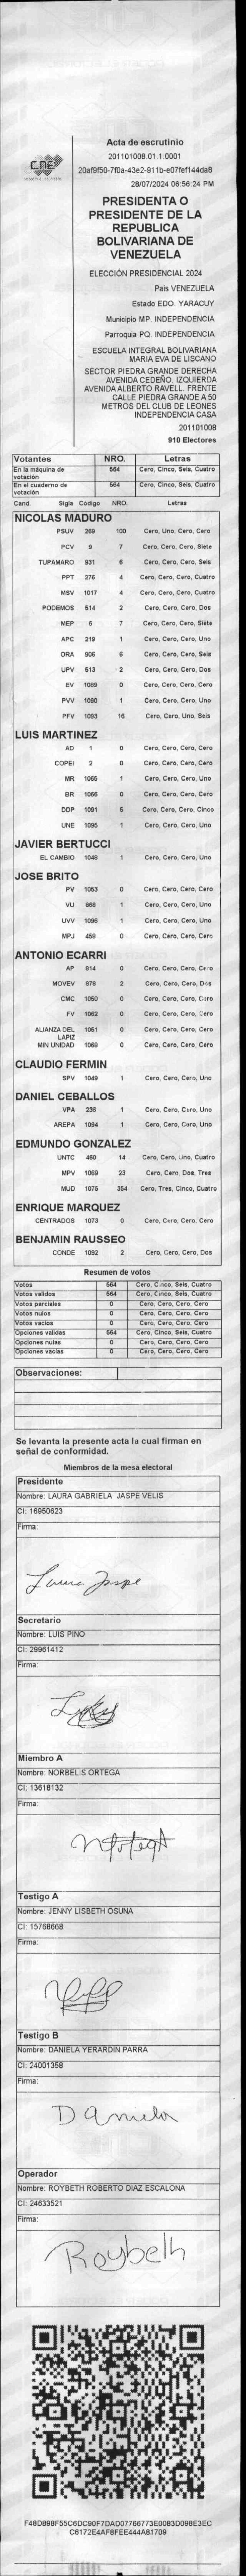 CNE
Acta de escrutinio
201101008.01.1.0001
20af9f50-7f0a-43e2-911b-e07fef144da8
28/07/2024 06:56:24 PM
PRESIDENTA O
PRESIDENTE DE LA
REPUBLICA
BOLIVARIANA DE
VENEZUELA
ELECCIÓN PRESIDENCIAL 2024
Pais VENEZUELA
Estado EDO. YARACUY
Municipio MP. INDEPENDENCIA
Parroquia PQ. INDEPENDENCIA
ESCUELA INTEGRAL BOLIVARIANA
MARIA EVA DE LISCANO
SECTOR PIEDRA GRANDE DERECHA
AVENIDA CEDEÑO. IZQUIERDA
AVENIDA ALBERTO RAVELL. FRENTE
CALLE PIEDRA GRANDE A 50
METROS DEL CLUB DE LEONES
INDEPENDENCIA CASA
201101008
910 Electores
Votantes NRO. Letras
En la máquina de votación 564 Cero, Cinco, Seis, Cuatro
En el cuaderno de votación 564 Cero, Cinco, Seis, Cuatro
Cand. Sigla Código NRO. Letras
NICOLAS MADURO
PSUV 269 100 Cero, Uno, Cero, Cero
PCV 9 7 Cero, Cero, Cero, Siete
TUPAMARO 931 6 Cero, Cero, Cero, Seis
PPT 276 4 Cero, Cero, Cero, Cuatro
MSV 1017 4 Cero, Cero, Cero, Cuatro
PODEMOS 514 2 Cero, Cero, Cero, Dos
MEP 6 7 Cero, Cero, Cero, Siete
APC 219 1 Cero, Cero, Cero, Uno
ORA 906 6 Cero, Cero, Cero, Seis
UPV 513 2 Cero, Cero, Cero, Dos
EV 1089 0 Cero, Cero, Cero, Cero
PVV 1090 1 Cero, Cero, Cero, Uno
PFV 1093 16 Cero, Cero, Uno, Seis
LUIS MARTINEZ
AD 1 0 Cero, Cero, Cero, Cero
COPEI 2 0 Cero, Cero, Cero, Cero
MR 1065 1 Cero, Cero, Cero, Uno
BR 1066 0 Cero, Cero, Cero, Cero
DDP 1091 5 Cero, Cero, Cero, Cinco
UNE 1095 1 Cero, Cero, Cero, Uno
JAVIER BERTUCCI
EL CAMBIO 1048 1 Cero, Cero, Cero, Uno
JOSE BRITO
PV 1053 0 Cero, Cero, Cero, Cero
VU 868 1 Cero, Cero, Cero, Uno
UVV 1096 1 Cero, Cero, Cero, Uno
MPJ 459 0 Cero, Cero, Cero, Cero
ANTONIO ECARRI
AP 914 0 Cero, Cero, Cero, Cero
MOVEV 978 2 Cero, Cero, Cero, Dos
CMC 1050 0 Cero, Cero, Cero, Cero
FV 1052 0 Cero, Cero, Cero, Cero
ALIANZA DEL LAPIZ 1051 0 Cero, Cero, Cero, Cero
MIN UNIDAD 1069 0 Cero, Cero, Cero, Cero
CLAUDIO FERMIN
SPV 1049 1 Cero, Cero, Cero, Uno
DANIEL CEBALLOS
VPA 235 1 Cero, Cero, Cero, Uno
AREPA 1094 1 Cero, Cero, Cero, Uno
EDMUNDO GONZALEZ
UNTC 460 14 Cero, Cero, Uno, Cuatro
MPV 1069 23 Cero, Cero, Dos, Tres
MUD 1075 354 Cero, Tres, Cinco, Cuatro
ENRIQUE MARQUEZ
CENTRADOS 1073 0 Cero, Cero, Cero, Cero
BENJAMIN RAUSSEO
CONDE 1092 2 Cero, Cero, Cero, Dos
Resumen de votos
Votos 564 Cero, Cinco, Seis, Cuatro
Votos validos 564 Cero, Cinco, Seis, Cuatro
Votos parciales 0 Cero, Cero, Cero, Cero
Votos nulos 0 Cero, Cero, Cero, Cero
Votos vacios 0 Cero, Cero, Cero, Cero
Opciones validas 564 Cero, Cinco, Seis, Cuatro
Opciones nulas 0 Cero, Cero, Cero, Cero
Opciones vacias 0 Cero, Cero, Cero, Cero
Observaciones:
Se levanta la presente acta la cual firman en
señal de conformidad.
Miembros de la mesa electoral
Presidente
Nombre: LAURA GABRIELA JASPE VELIS
CI: 16950623
Firma:
Laura Jaspe
Secretario
Nombre: LUIS PINO
CI: 29961412
Firma:
Miembro A
Nombre: NORBELIS ORTEGA
CI: 13618132
Firma:
Testigo A
Nombre: JENNY LISBETH OSUNA
CI: 15768668
Firma:
Testigo B
Nombre: DANIELA YERARDIN PARRA
CI: 24001358
Firma:
Daniela
Operador
Nombre: ROYBETH ROBERTO DIAZ ESCALONA
CI: 24633521
Firma:
Roybeth
F48D898F55C6DC90F7DAD07766773E0083D098E3EC
C6172E4AF8FEE444A81709